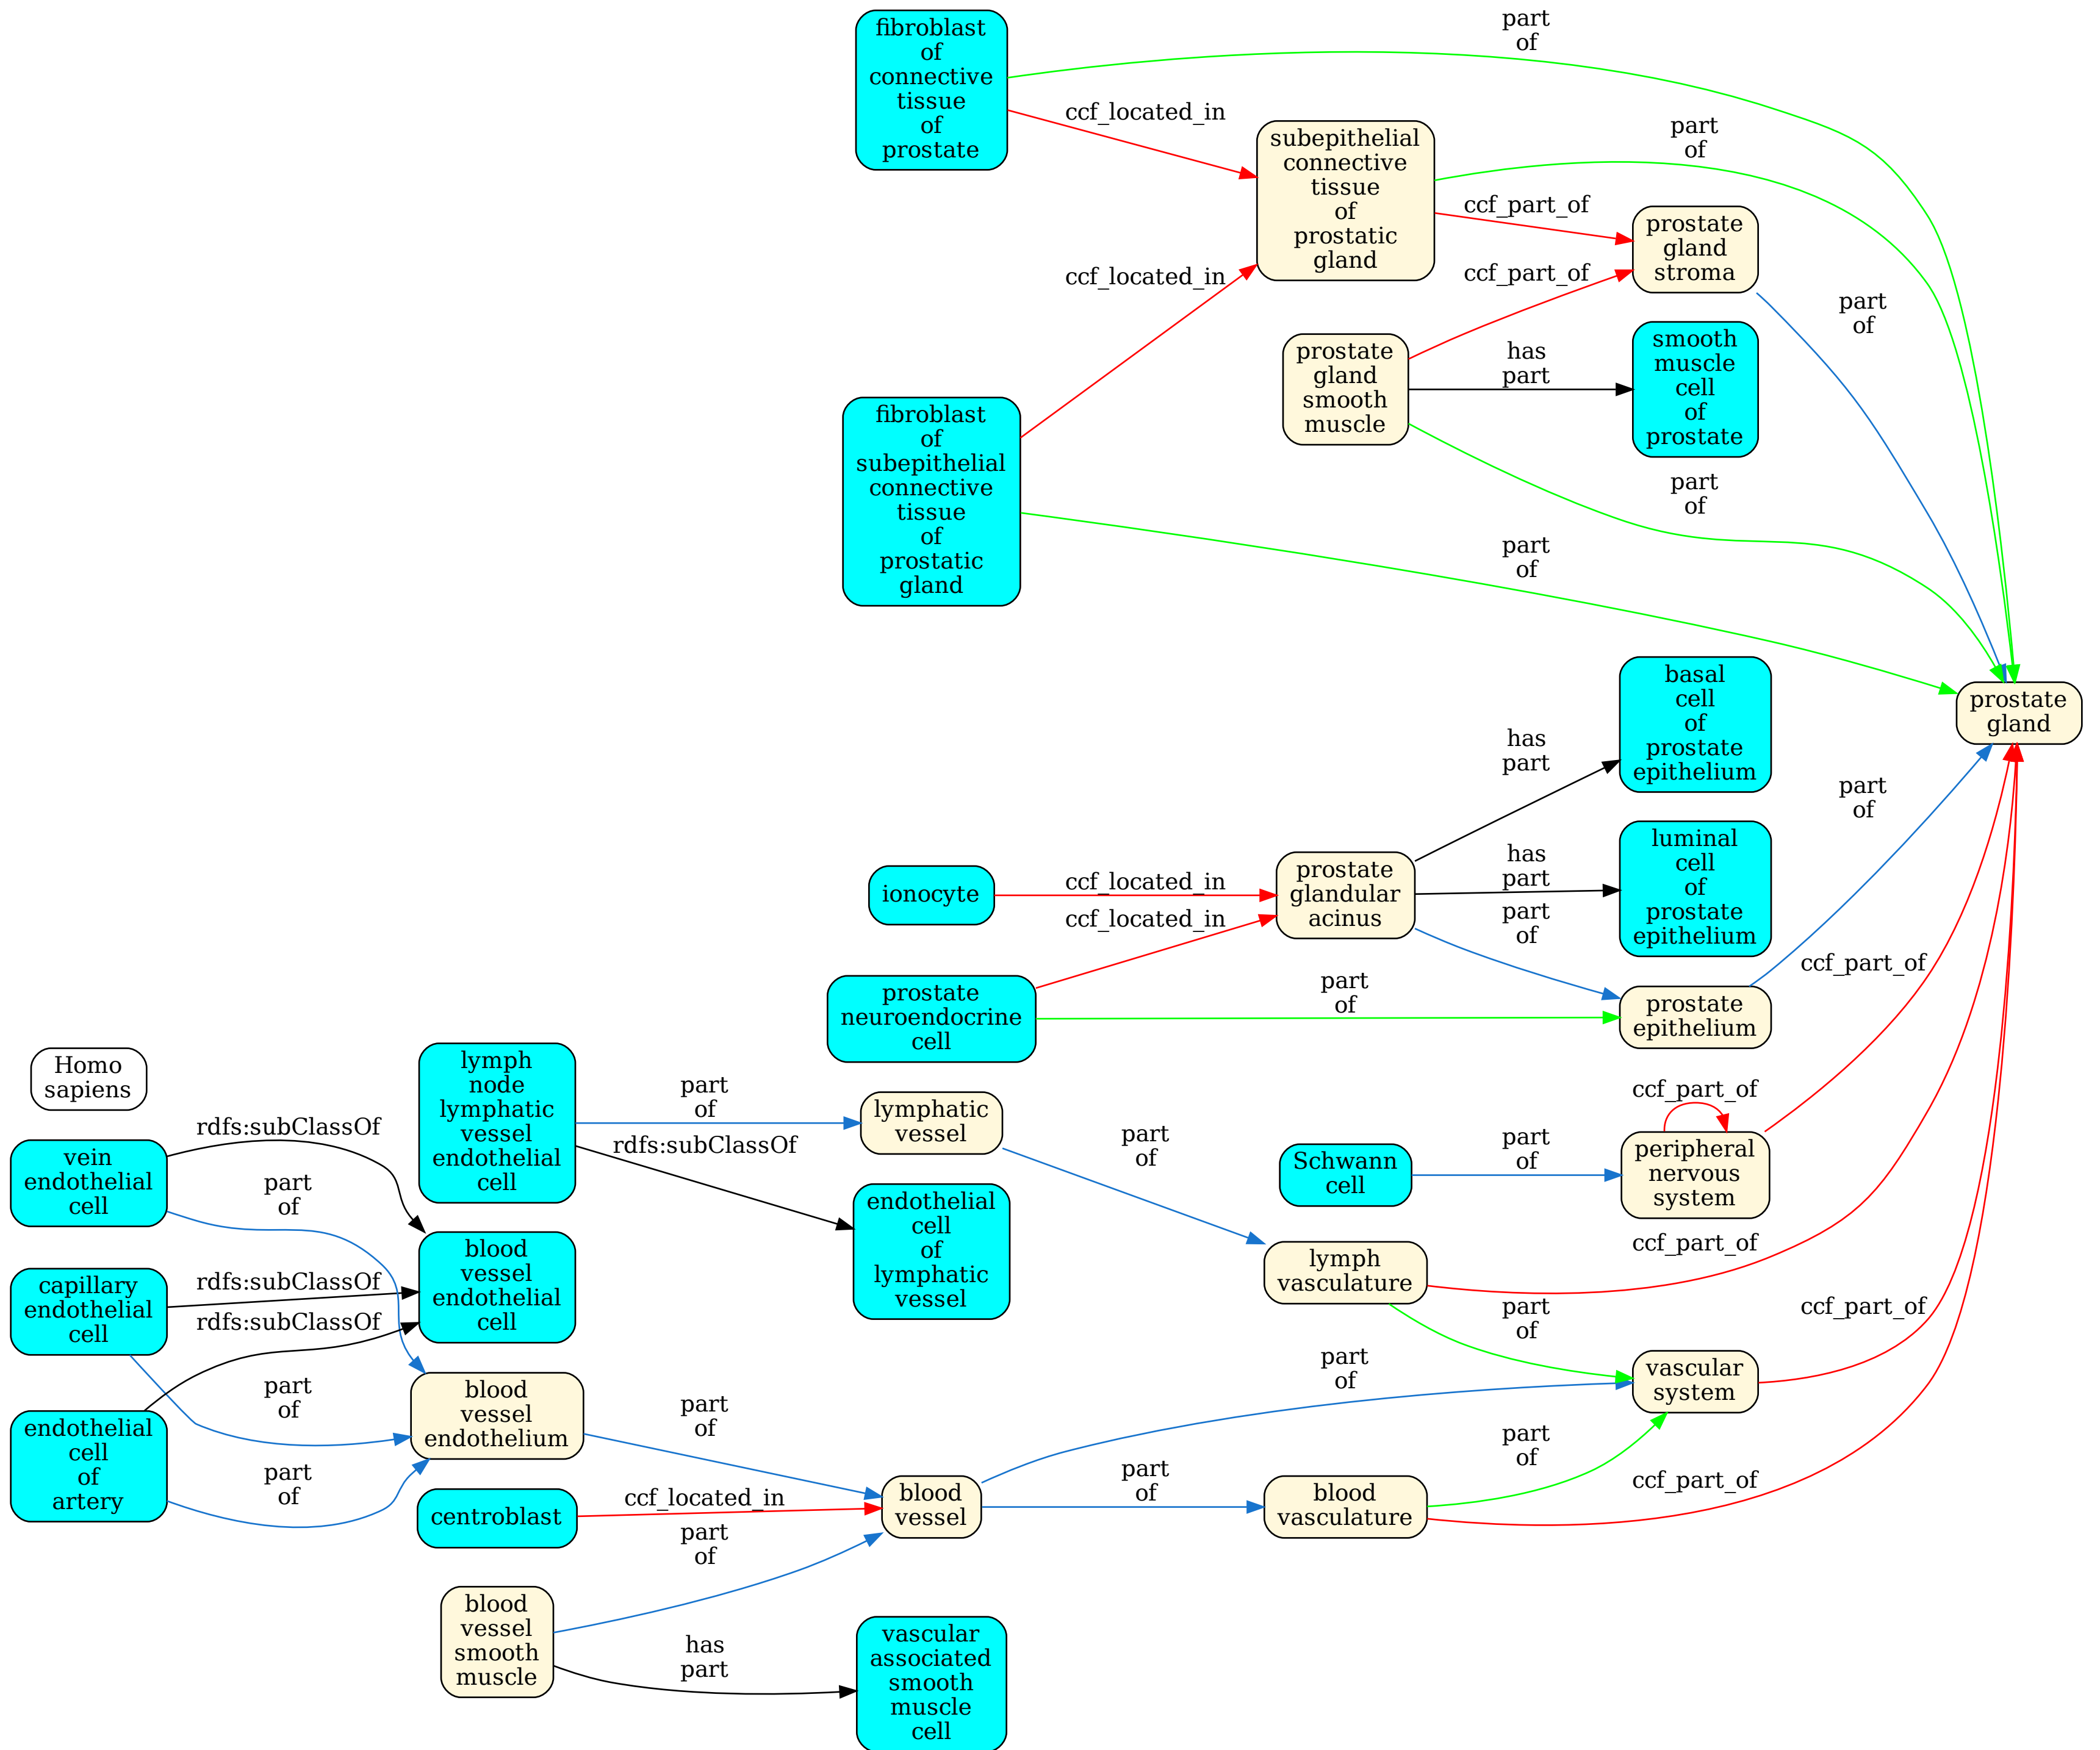 fibroblast
of
connective
tissue
of
prostate
part
of
ccf_located_in
subepithelial
connective
tissue
of
prostatic
gland
part
of
ccf_part_of
prostate
gland
stroma
ccf_located_in
ccf_part_of
part
of
prostate
gland
smooth
muscle
has
part
smooth
muscle
cell
of
prostate
fibroblast
of
subepithelial
connective
tissue
of
prostatic
gland
part
of
part
of
prostate
gland
basal
cell
of
prostate
epithelium
has
part
part
of
luminal
cell
of
prostate
epithelium
ionocyte
ccf_located_in
prostate
glandular
acinus
has
part
ccf_located_in
part
of
prostate
neuroendocrine
cell
part
of
prostate
epithelium
ccf_part_of
Homo
sapiens
lymph
node
lymphatic
vessel
endothelial
cell
part
of
lymphatic
vessel
rdfs:subClassOf
rdfs:subClassOf
part
of
ccf_part_of
vein
endothelial
cell
part
of
Schwann
cell
part
of
peripheral
nervous
system
blood
vessel
endothelial
cell
endothelial
cell
of
lymphatic
vessel
lymph
vasculature
ccf_part_of
capillary
endothelial
cell
rdfs:subClassOf
rdfs:subClassOf
part
of
ccf_part_of
part
of
blood
vessel
endothelium
part
of
part
of
vascular
system
endothelial
cell
of
artery
part
of
centroblast
ccf_located_in
blood
vessel
part
of
blood
vasculature
part
of
ccf_part_of
part
of
blood
vessel
smooth
muscle
has
part
vascular
associated
smooth
muscle
cell